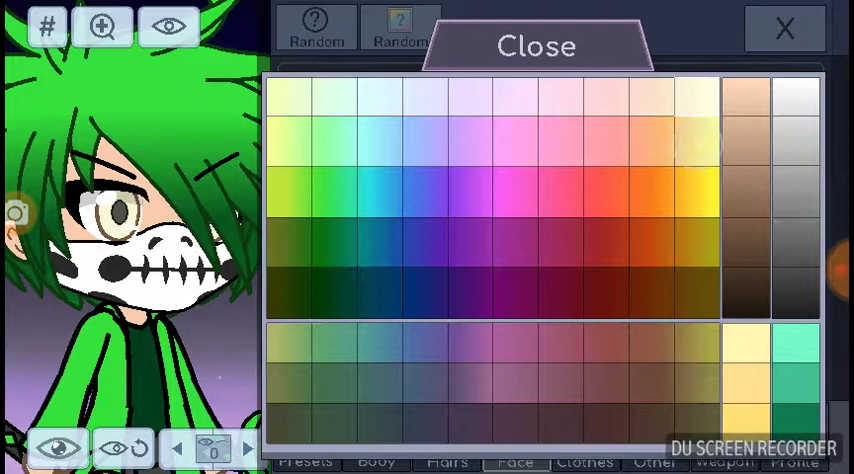 #
?
Random
?
Random
Close
X
0
Presets Body Hairs Face Clothes Other Weapon Profile
DU SCREEN RECORDER